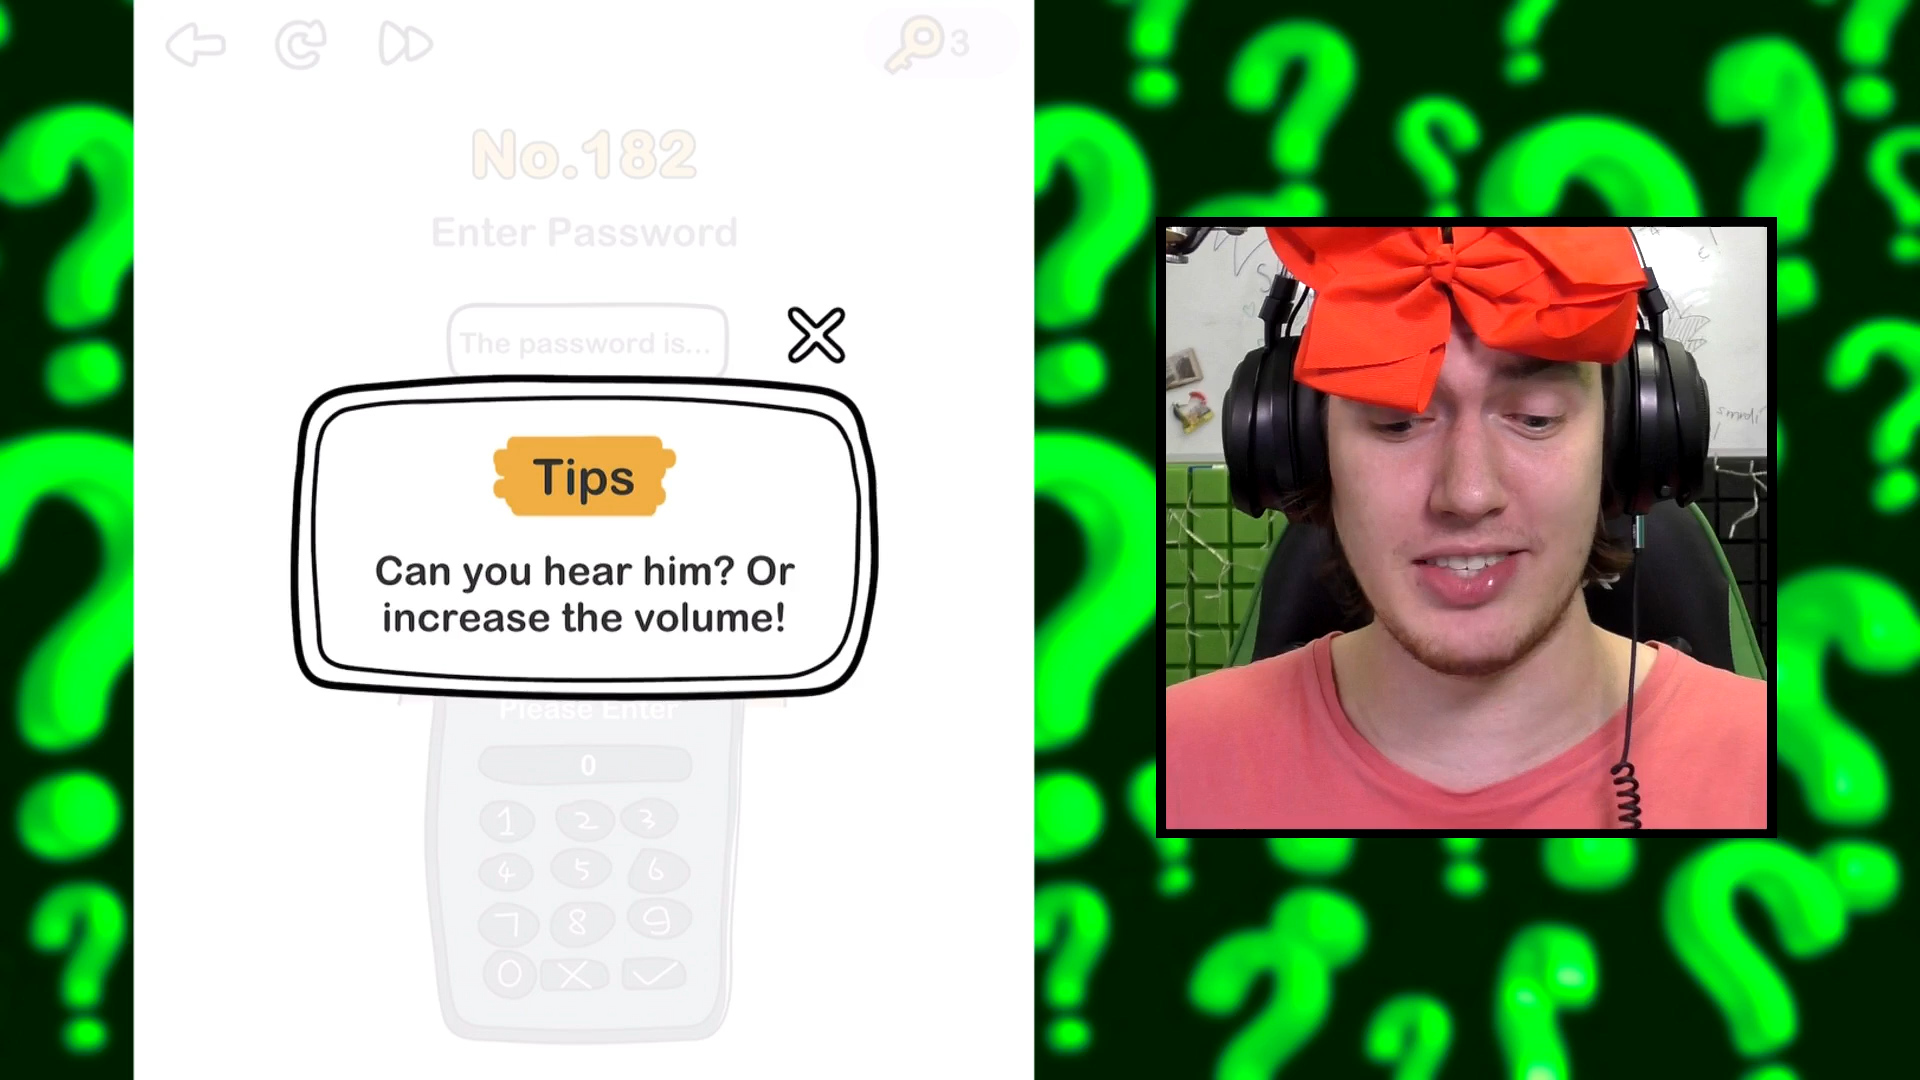 3
No.182
Enter Password
The password is...
Tips
Can you hear him? Or
increase the volume!
Please Enter
0
1 2 3
4 5 6
7 8 9
0